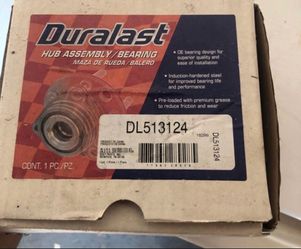 Duralast
HUB ASSEMBLY/BEARING
MAZA DE RUEDA/BALERO
• OE bearing design for
superior quality and
ease of installation
• Induction-hardened steel
for improved bearing life
and performance
• Pre-loaded with premium grease
to reduce friction and wear
DL513124
DL513124
CONT. 1 PC./PZ.